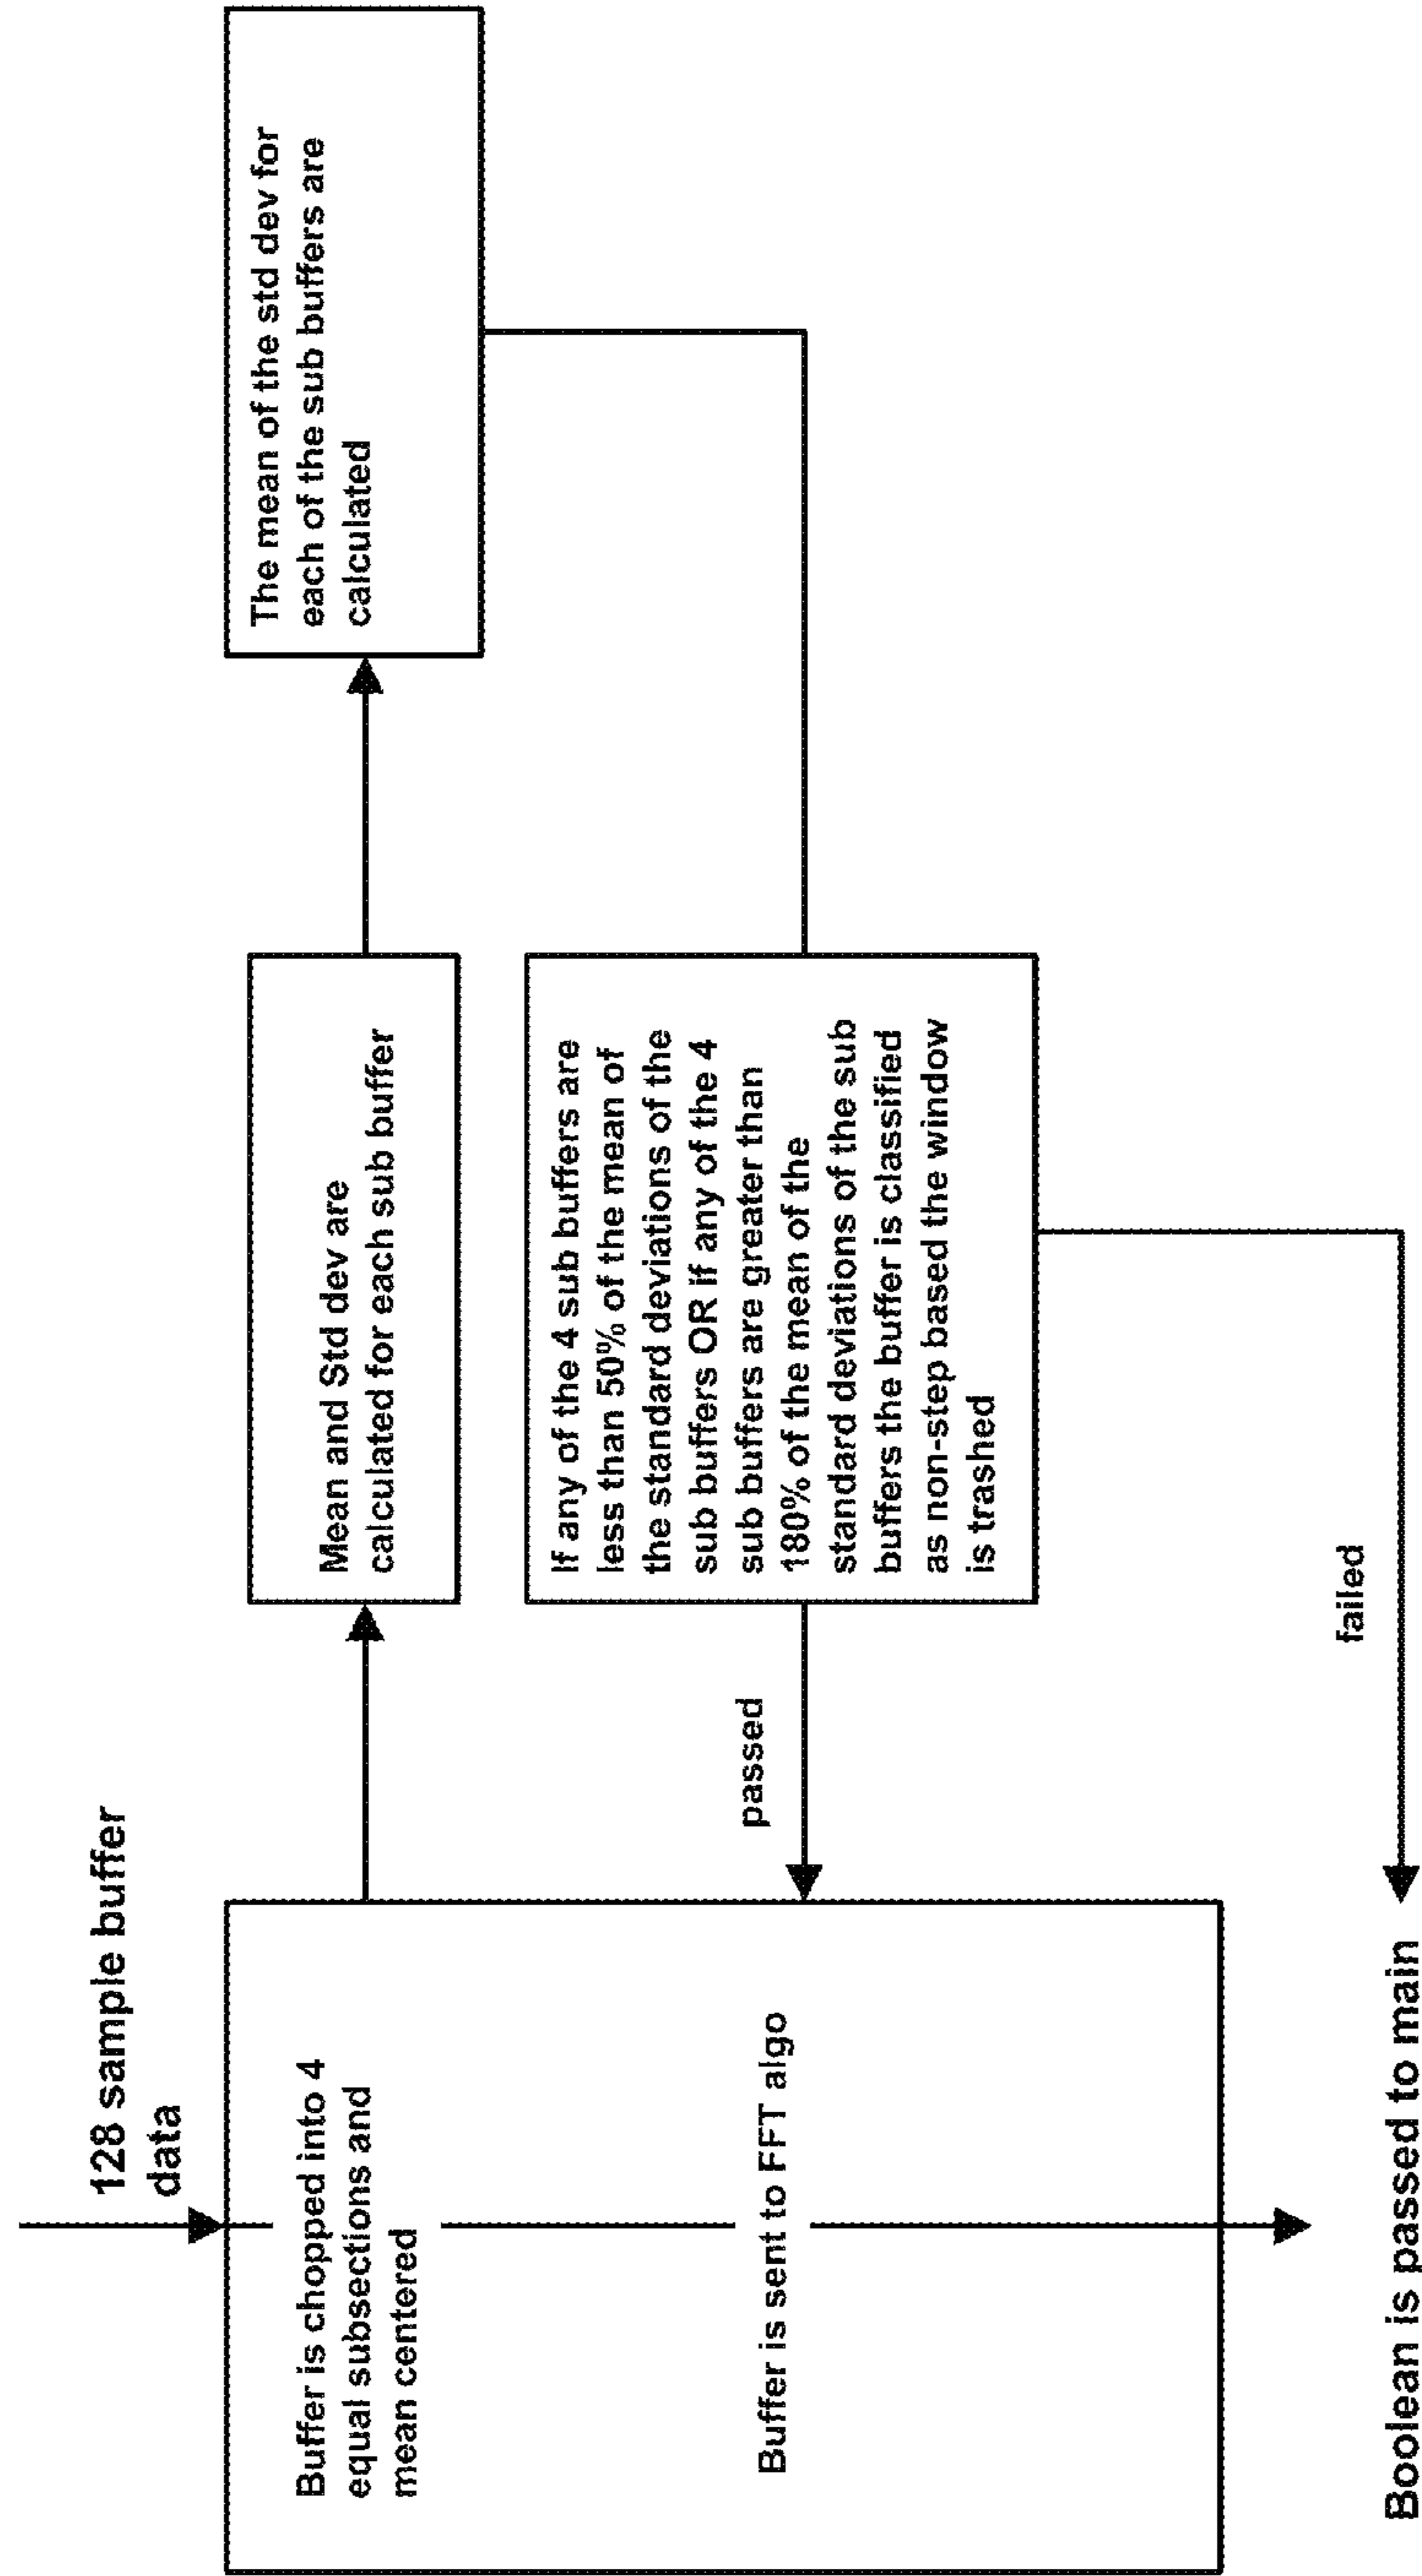 128 sample buffer
data
Buffer is chopped into 4
equal subsections and
mean centered
Mean and Std dev are
calculated for each sub buffer
The mean of the std dev for
each of the sub buffers are
calculated
If any of the 4 sub buffers are
less than 50% of the mean of
the standard deviations of the
sub buffers OR if any of the 4
sub buffers are greater than
180% of the mean of the
standard deviations of the sub
buffers the buffer is classified
as non-step based the window
is trashed
passed
Buffer is sent to FFT algo
failed
Boolean is passed to main